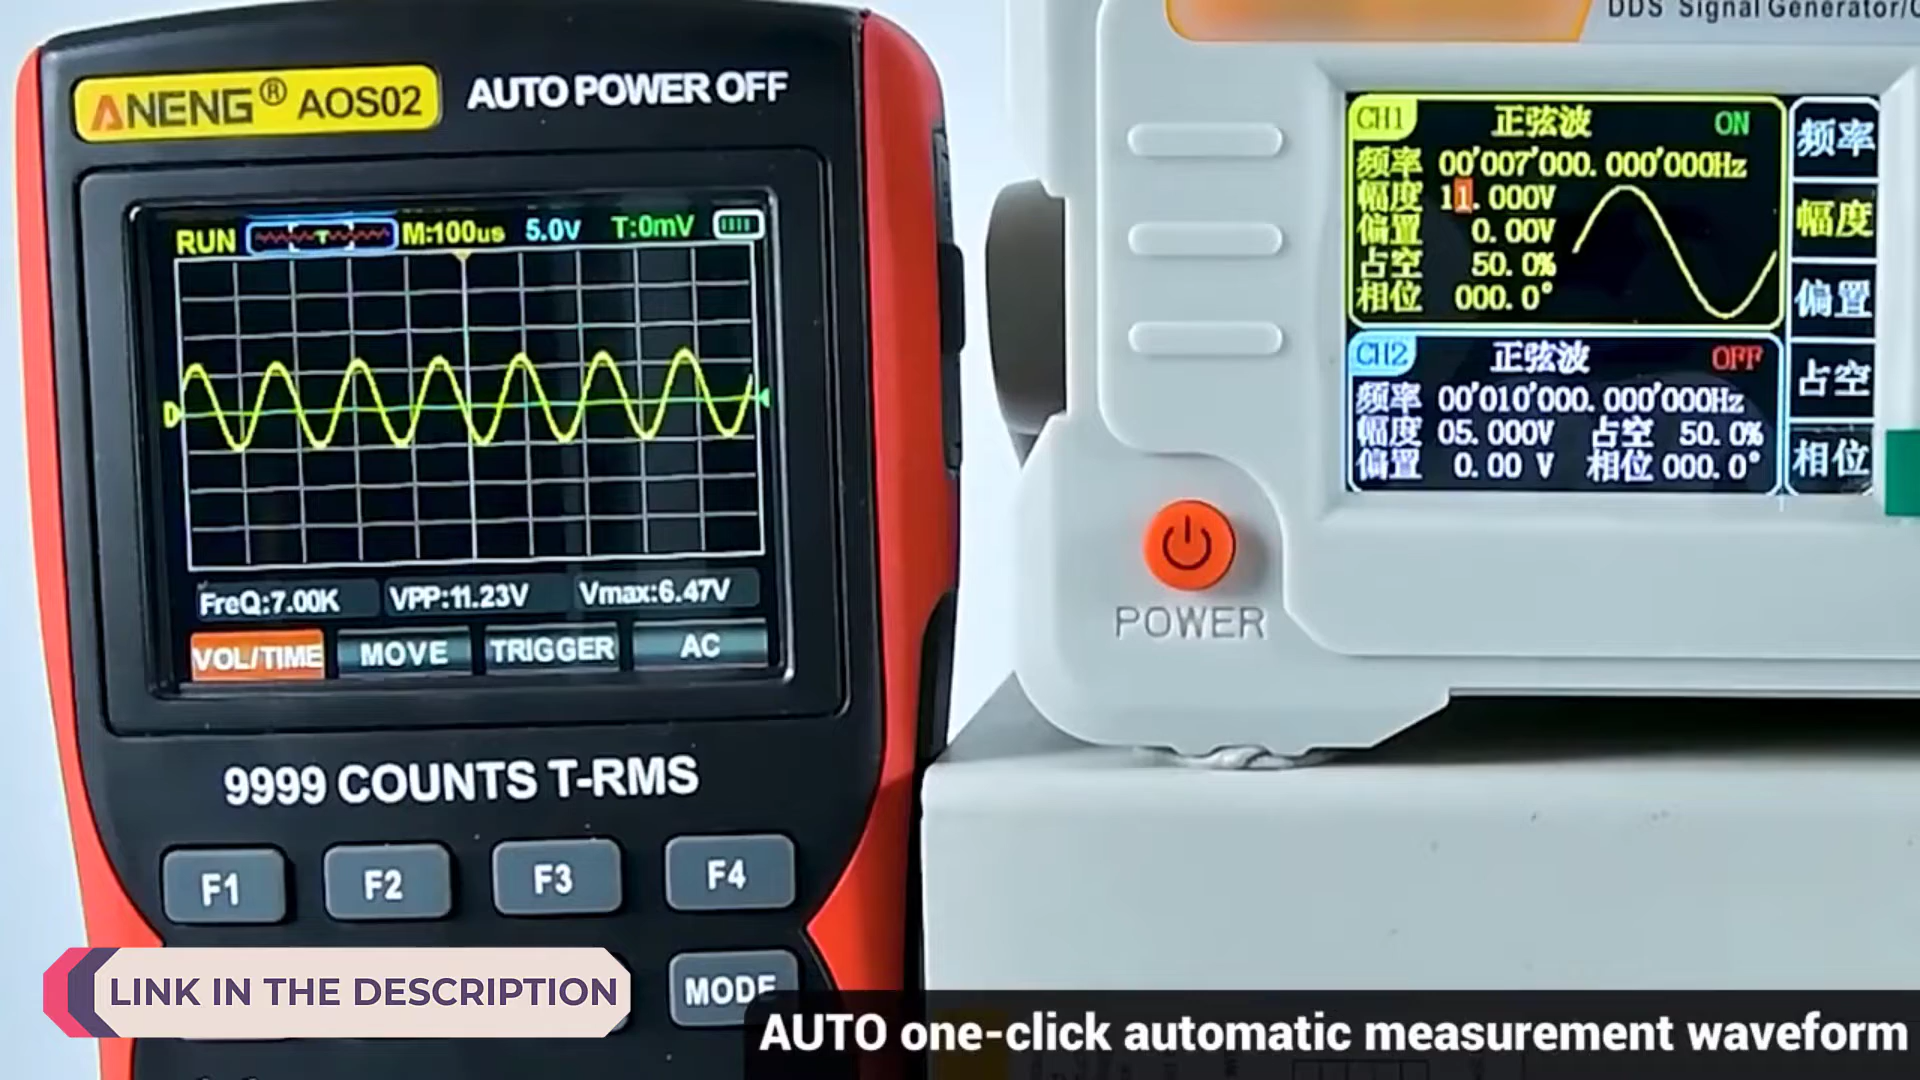 ANENG® AOS02 AUTO POWER OFF
RUN T M:100us 5.0V T:0mV
D
FreQ:7.00K VPP:11.23V Vmax:6.47V
VOL/TIME MOVE TRIGGER AC
9999 COUNTS T-RMS
F1 F2 F3 F4
MODE
DDS Signal Generator/C
CH1 正弦波 ON
频率 00'007'000.000'000Hz
幅度 11.000V
偏置 0.00V
占空 50.0%
相位 000.0°
CH2 正弦波 OFF
频率 00'010'000.000'000Hz
幅度 05.000V 占空 50.0%
偏置 0.00 V 相位 000.0°
频率
幅度
偏置
占空
相位
POWER
LINK IN THE DESCRIPTION
AUTO one-click automatic measurement waveform